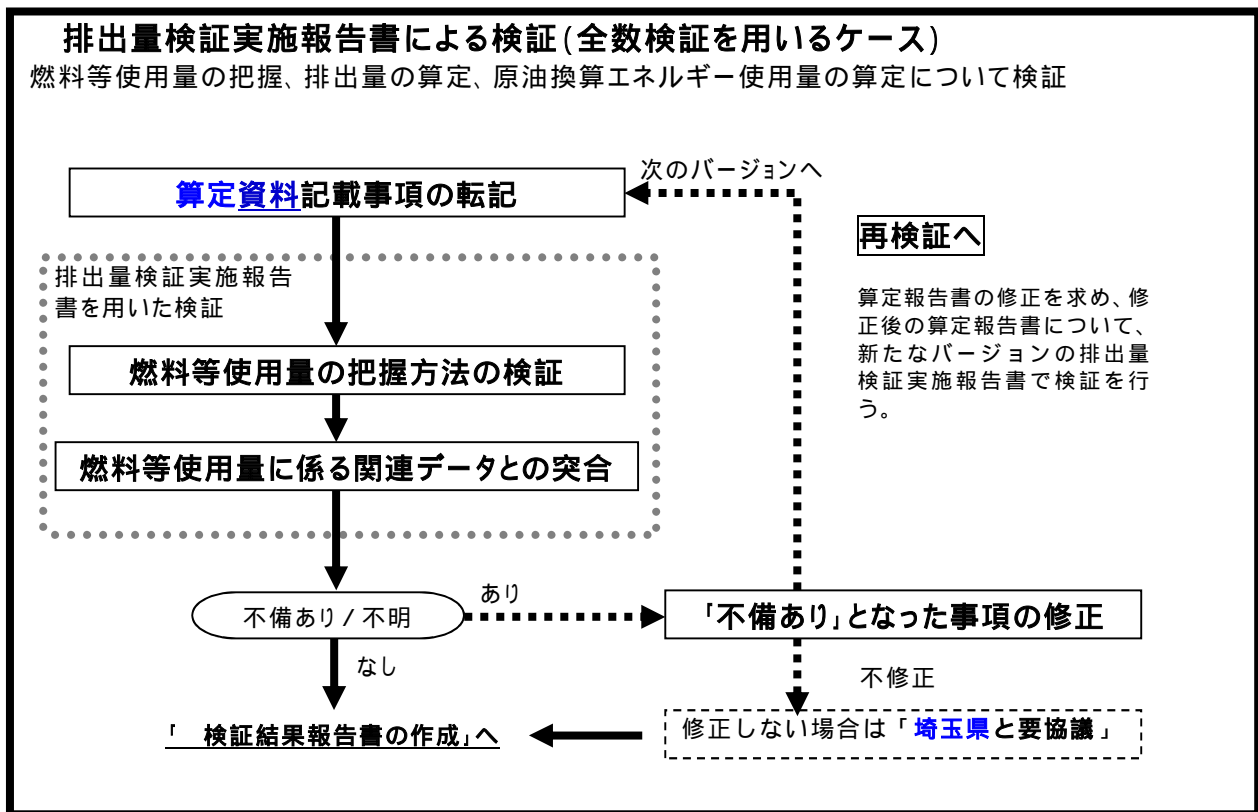 排出量検証実施報告書による検証(全数検証を用いるケース)
燃料等使用量の把握、排出量の算定、原油換算エネルギー使用量の算定について検証
次のバージョンへ
算定資料記載事項の転記
再検証へ
排出量検証実施報告
書を用いた検証
算定報告書の修正を求め、修
正後の算定報告書について、
新たなバージョンの排出量
検証実施報告書で検証を行
う。
燃料等使用量の把握方法の検証
燃料等使用量に係る関連データとの突合
不備あり/不明
あり
「不備あり」となった事項の修正
なし
不修正
「 検証結果報告書の作成」へ
修正しない場合は「埼玉県と要協議」